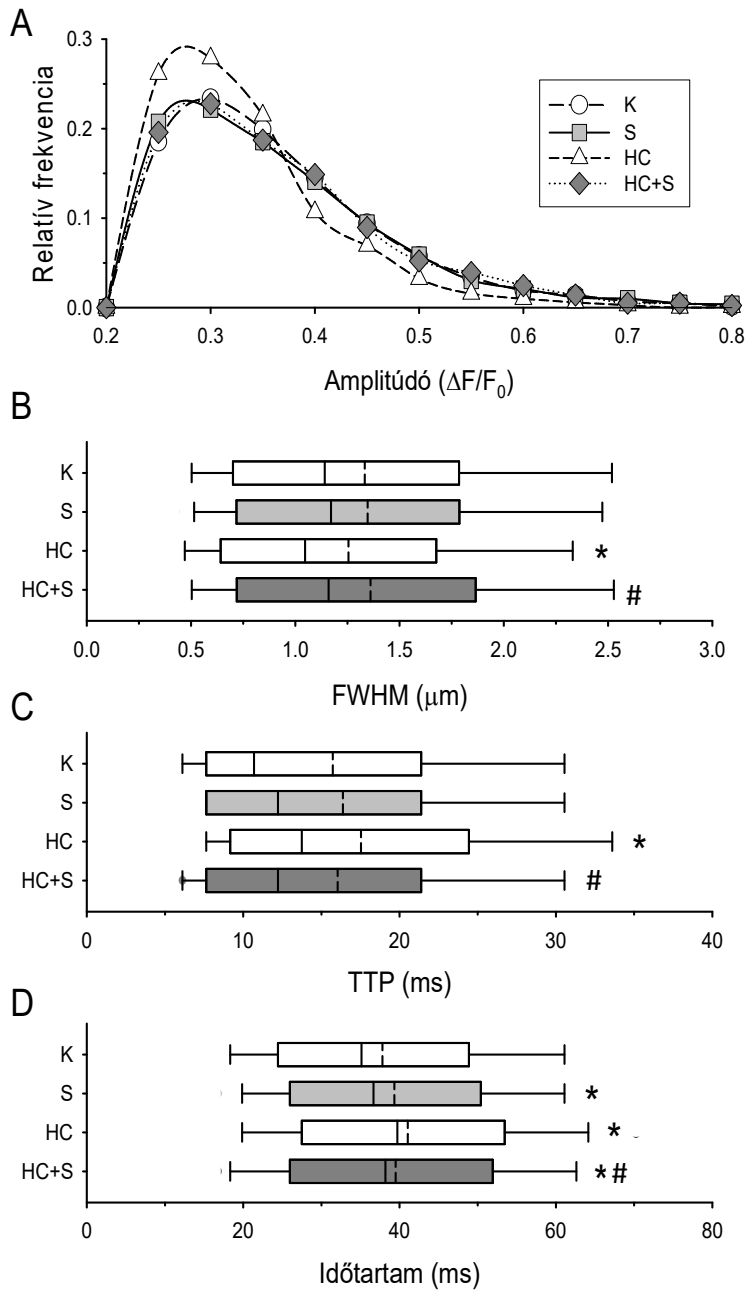 A
Relatív frekvencia
0.3
0.2
0.1
0.0
K
S
HC
HC+S
0.2 0.3 0.4 0.5 0.6 0.7 0.8
Amplitúdó (ΔF/F0)
B
K
S
HC *
HC+S #
0.0 0.5 1.0 1.5 2.0 2.5 3.0
FWHM (μm)
C
K
S
HC *
HC+S #
0 10 20 30 40
TTP (ms)
D
K
S *
HC *
HC+S *#
0 20 40 60 80
Időtartam (ms)